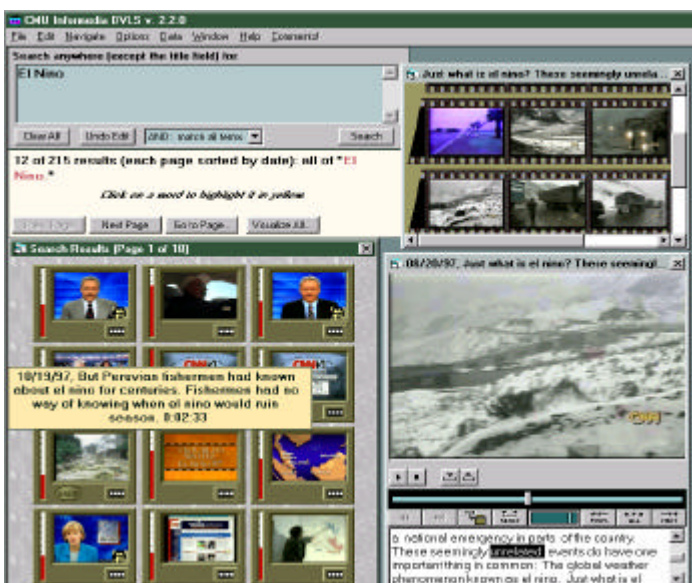 CMU Informedia DVLS v. 2.2.0
File Edit Navigate Options Data Window Help Comments!
Search anywhere (except the title field) for:
El Nino
Clear All Undo Edit AND: match all terms Search
12 of 215 results (each page sorted by date): all of "El
Nino."
Click on a word to highlight it in yellow
Next Page Go to Page... Visualize All...
Search Results (Page 1 of 18)
10/19/97, But Peruvian fishermen had known
about el nino for centuries. Fishermen had no
way of knowing when el nino would ruin
season. 0:02:33
Just what is el nino? These seemingly unrela...
08/20/97, Just what is el nino? There seemingl...
CNN
a national emergency in parts of the country.
These seemingly unrelated events do have one
important thing in common: The global weather
phenomenon known as el nino. Just what is el